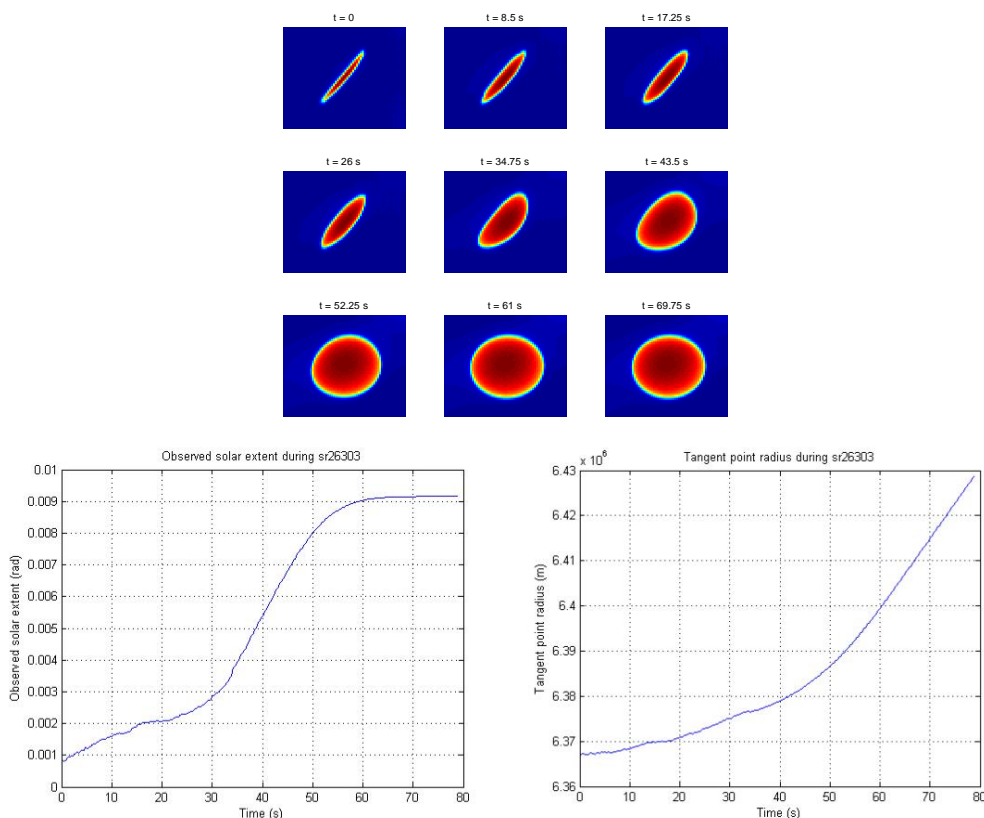 t = 0
t = 8.5 s
t = 17.25 s
t = 26 s
t = 34.75 s
t = 43.5 s
t = 52.25 s
t = 61 s
t = 69.75 s
Observed solar extent during sr26303
0.01
0.009
0.008
0.007
0.006
0.005
0.004
0.003
0.002
0.001
0
Observed solar extent (rad)
0 10 20 30 40 50 60 70 80
Time (s)
Tangent point radius during sr26303
x 10^6
6.43
6.42
6.41
6.4
6.39
6.38
6.37
6.36
Tangent point radius (m)
0 10 20 30 40 50 60 70 80
Time (s)